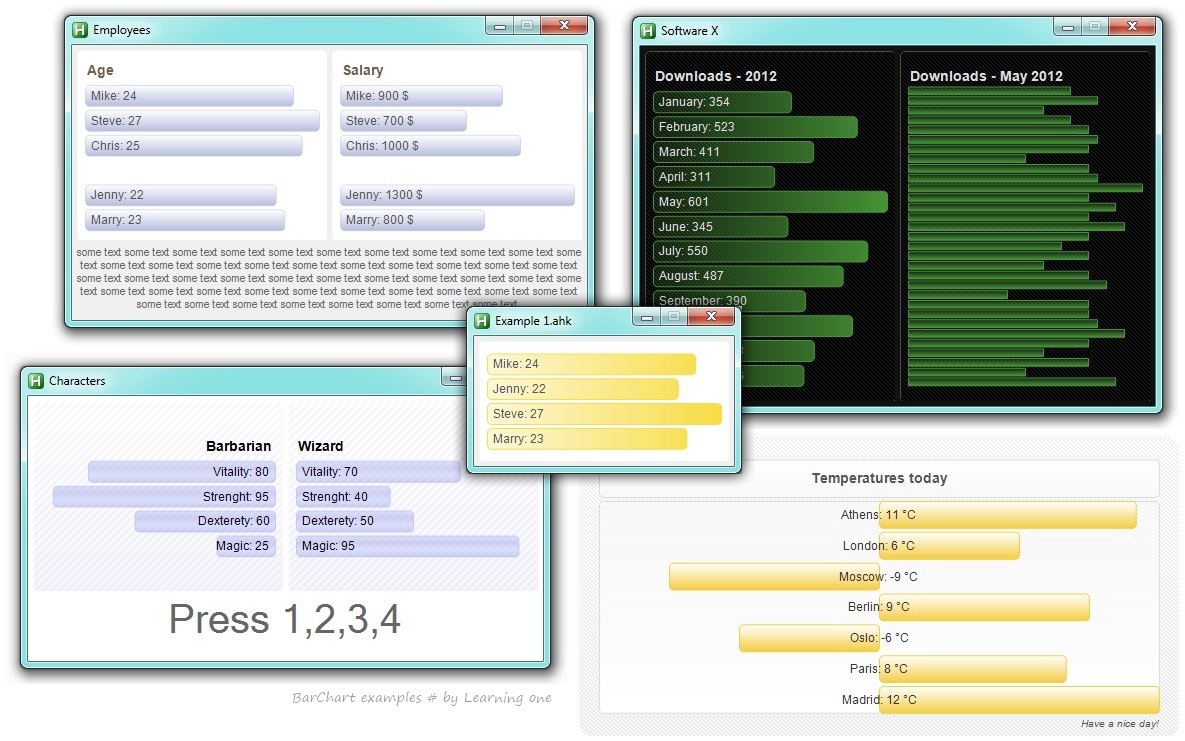 Employees
Age
Mike: 24
Steve: 27
Chris: 25
Jenny: 22
Marry: 23
Salary
Mike: 900 $
Steve: 700 $
Chris: 1000 $
Jenny: 1300 $
Marry: 800 $
some text some text some text some text some text some text some text some text some text some text some
text some text some text some text some text some text some text some text some text some text some text
some text some text some text some text some text some text some text some text some text some text some
text some text some text some text some text some text some text some text some text some text some text
some text some text some text some text some text some text some text some text
Software X
Downloads - 2012
January: 354
February: 523
March: 411
April: 311
May: 601
June: 345
July: 550
August: 487
September: 390
Downloads - May 2012
Example 1.ahk
Mike: 24
Jenny: 22
Steve: 27
Marry: 23
Characters
Barbarian
Vitality: 80
Strenght: 95
Dexterety: 60
Magic: 25
Wizard
Vitality: 70
Strenght: 40
Dexterety: 50
Magic: 95
Press 1,2,3,4
BarChart examples # by Learning one
Temperatures today
Athens: 11 °C
London: 6 °C
Moscow: -9 °C
Berlin: 9 °C
Oslo: -6 °C
Paris: 8 °C
Madrid: 12 °C
Have a nice day!